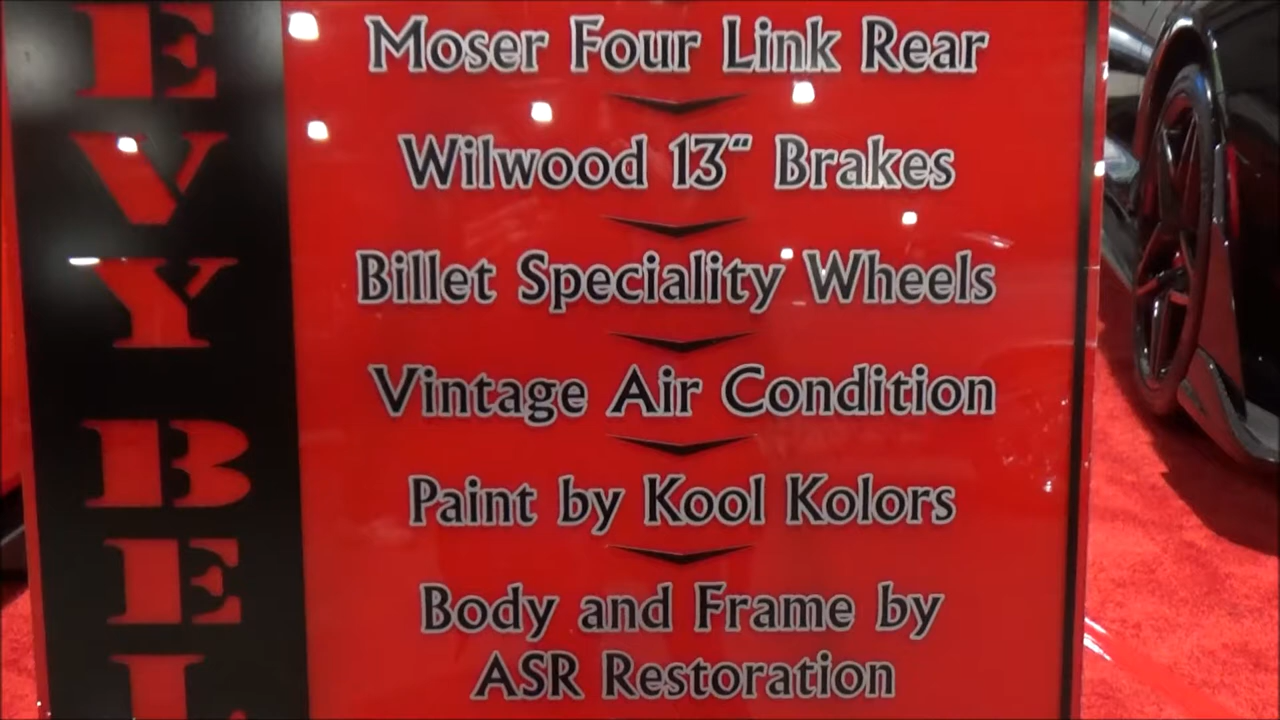 EVY BEL
Moser Four Link Rear
Wilwood 13“ Brakes
Billet Speciality Wheels
Vintage Air Condition
Paint by Kool Kolors
Body and Frame by
ASR Restoration